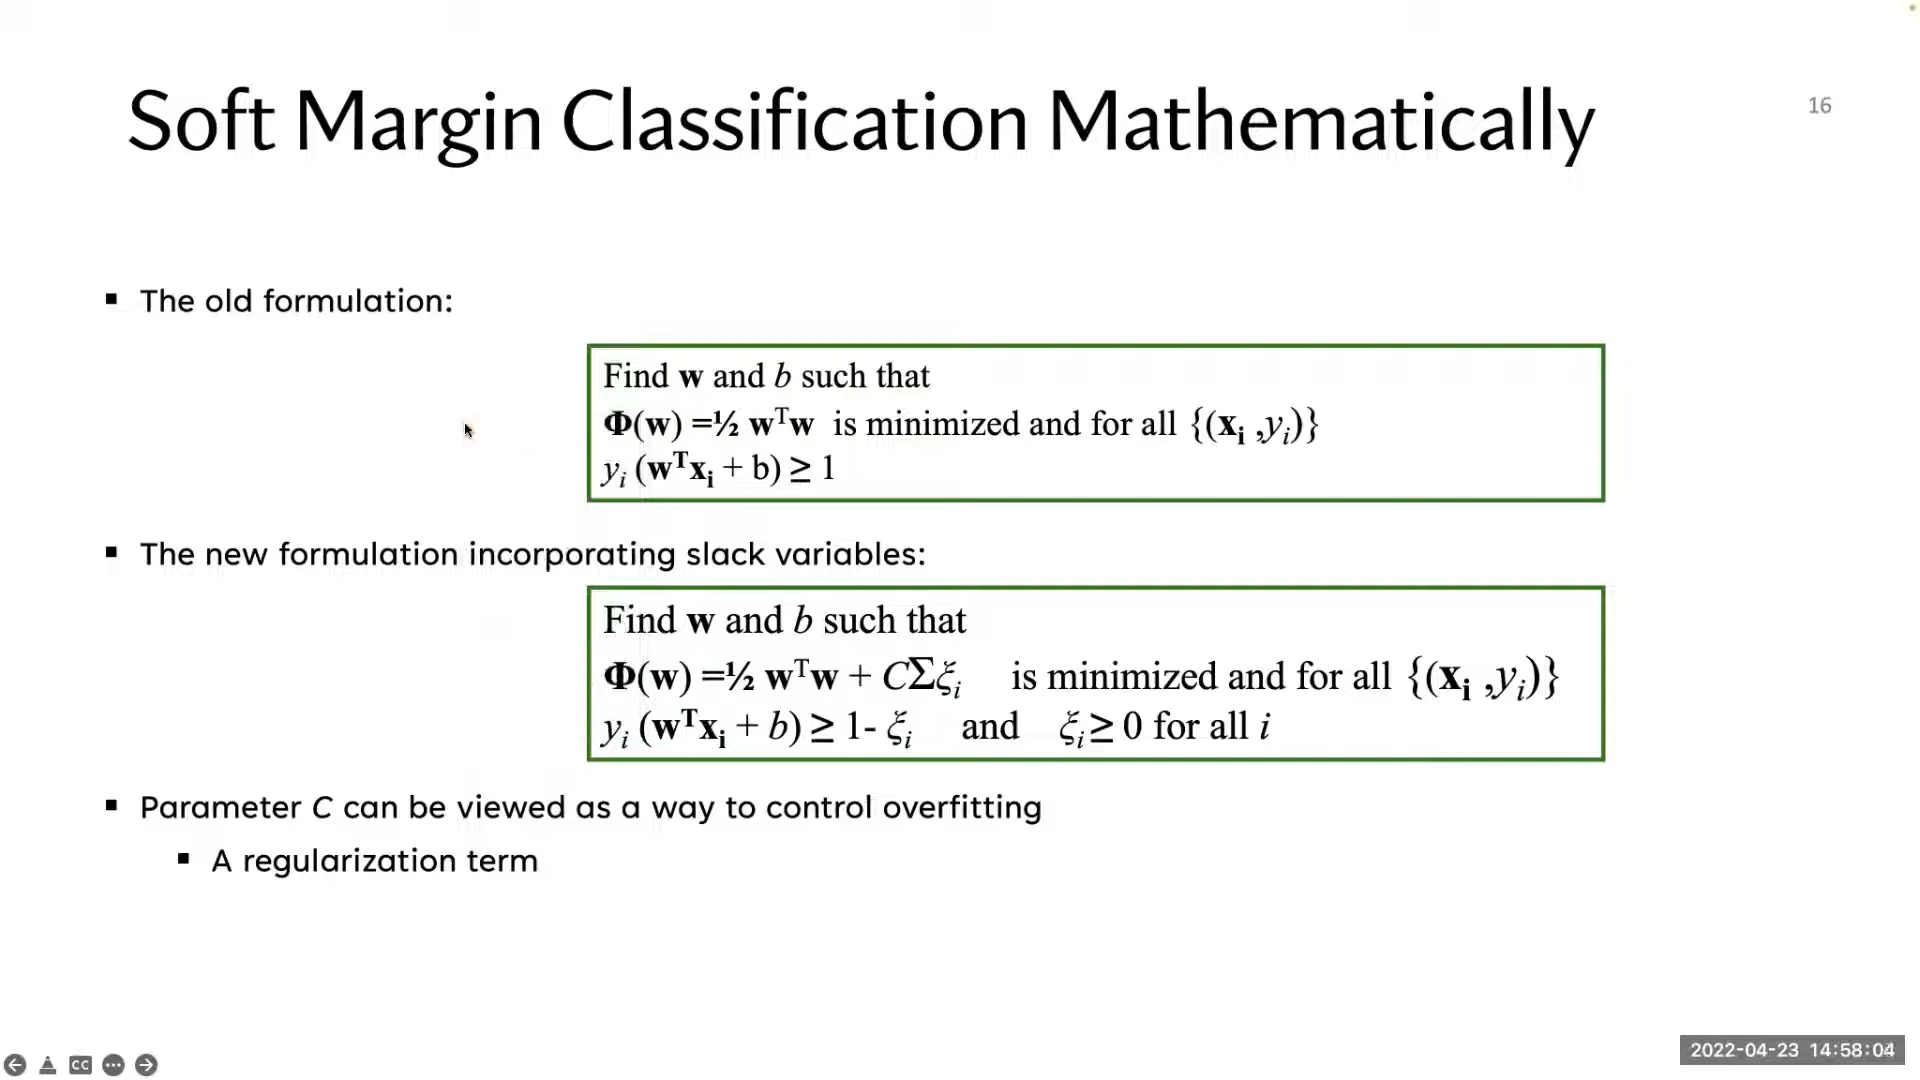 Soft Margin Classification Mathematically
16
▪ The old formulation:
Find w and b such that
Φ(w) =½ wᵀw is minimized and for all {(xᵢ ,yᵢ)}
yᵢ (wᵀxᵢ + b) ≥ 1
▪ The new formulation incorporating slack variables:
Find w and b such that
Φ(w) =½ wᵀw + CΣξᵢ is minimized and for all {(xᵢ ,yᵢ)}
yᵢ (wᵀxᵢ + b) ≥ 1- ξᵢ and ξᵢ ≥ 0 for all i
▪ Parameter C can be viewed as a way to control overfitting
▪ A regularization term
CC
2022-04-23 14:58:04